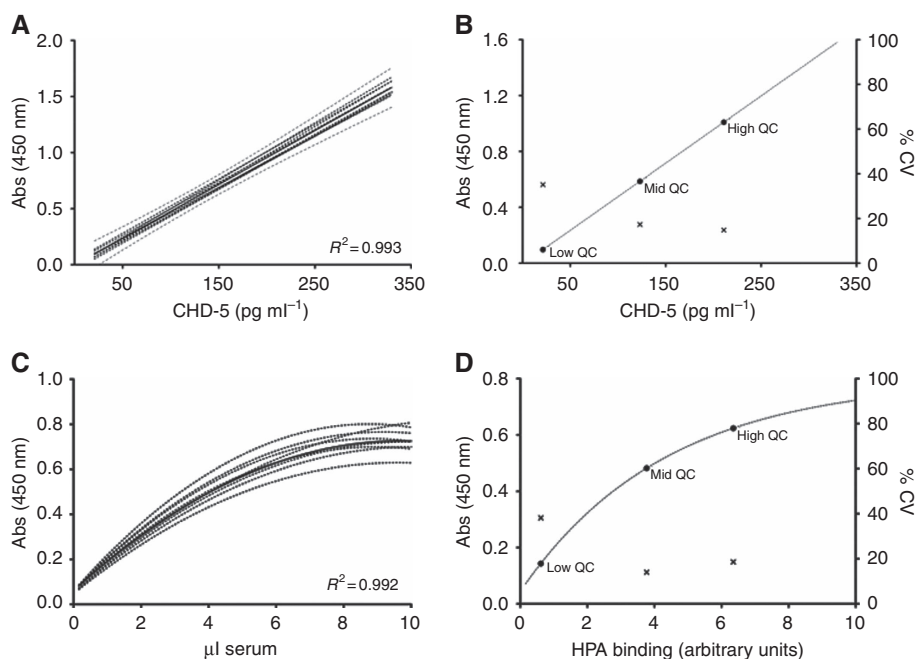 A
2.0
1.5
1.0
0.5
0.0
Abs (450 nm)
50
150
250
350
CHD-5 (pg ml⁻¹)
R² = 0.993
B
1.6
1.2
0.8
0.4
0.0
Abs (450 nm)
100
80
60
40
20
0
% CV
High QC
Mid QC
Low QC
50
150
250
350
CHD-5 (pg ml⁻¹)
C
1.0
0.8
0.6
0.4
0.2
0.0
Abs (450 nm)
R² = 0.992
0
2
4
6
8
10
µl serum
D
0.8
0.6
0.4
0.2
0.0
Abs (450 nm)
100
80
60
40
20
0
% CV
High QC
Mid QC
Low QC
0
2
4
6
8
10
HPA binding (arbitrary units)